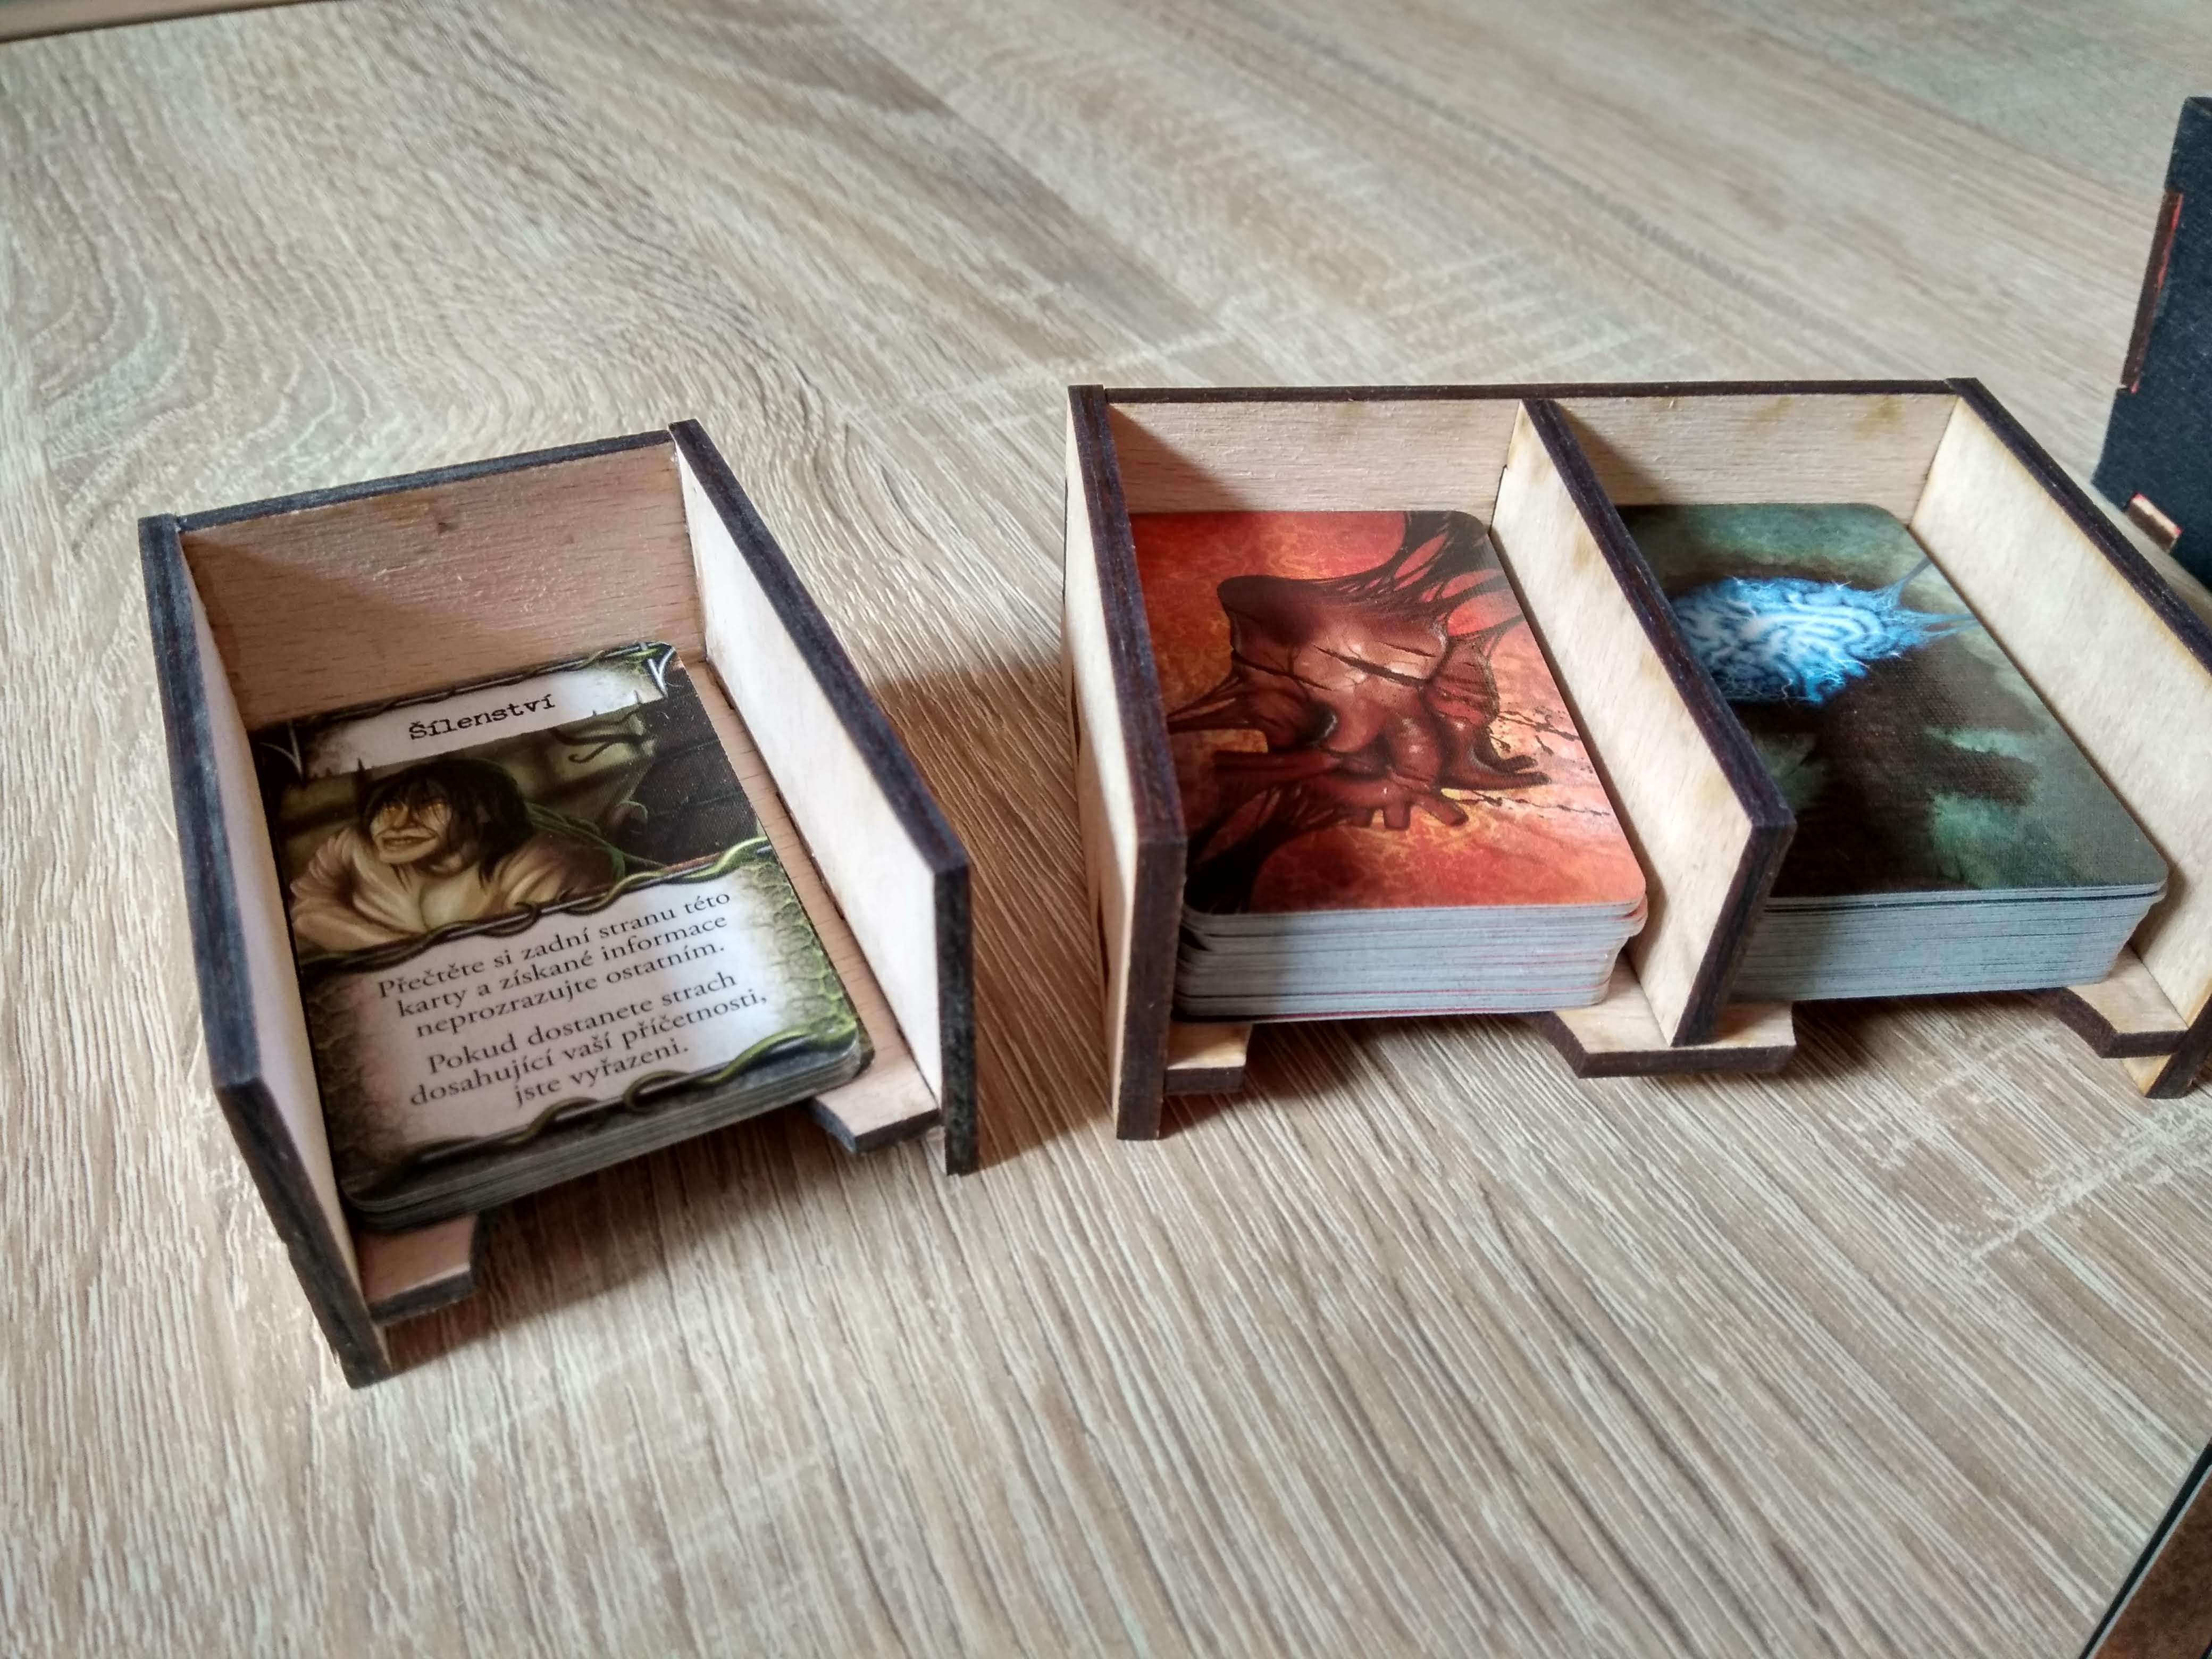 Šílenství
Přečtěte si zadní stranu této
karty a získané informace
neprozrazujte ostatním.
Pokud dostanete strach
dosahující vaší příčetnosti,
jste vyřazeni.